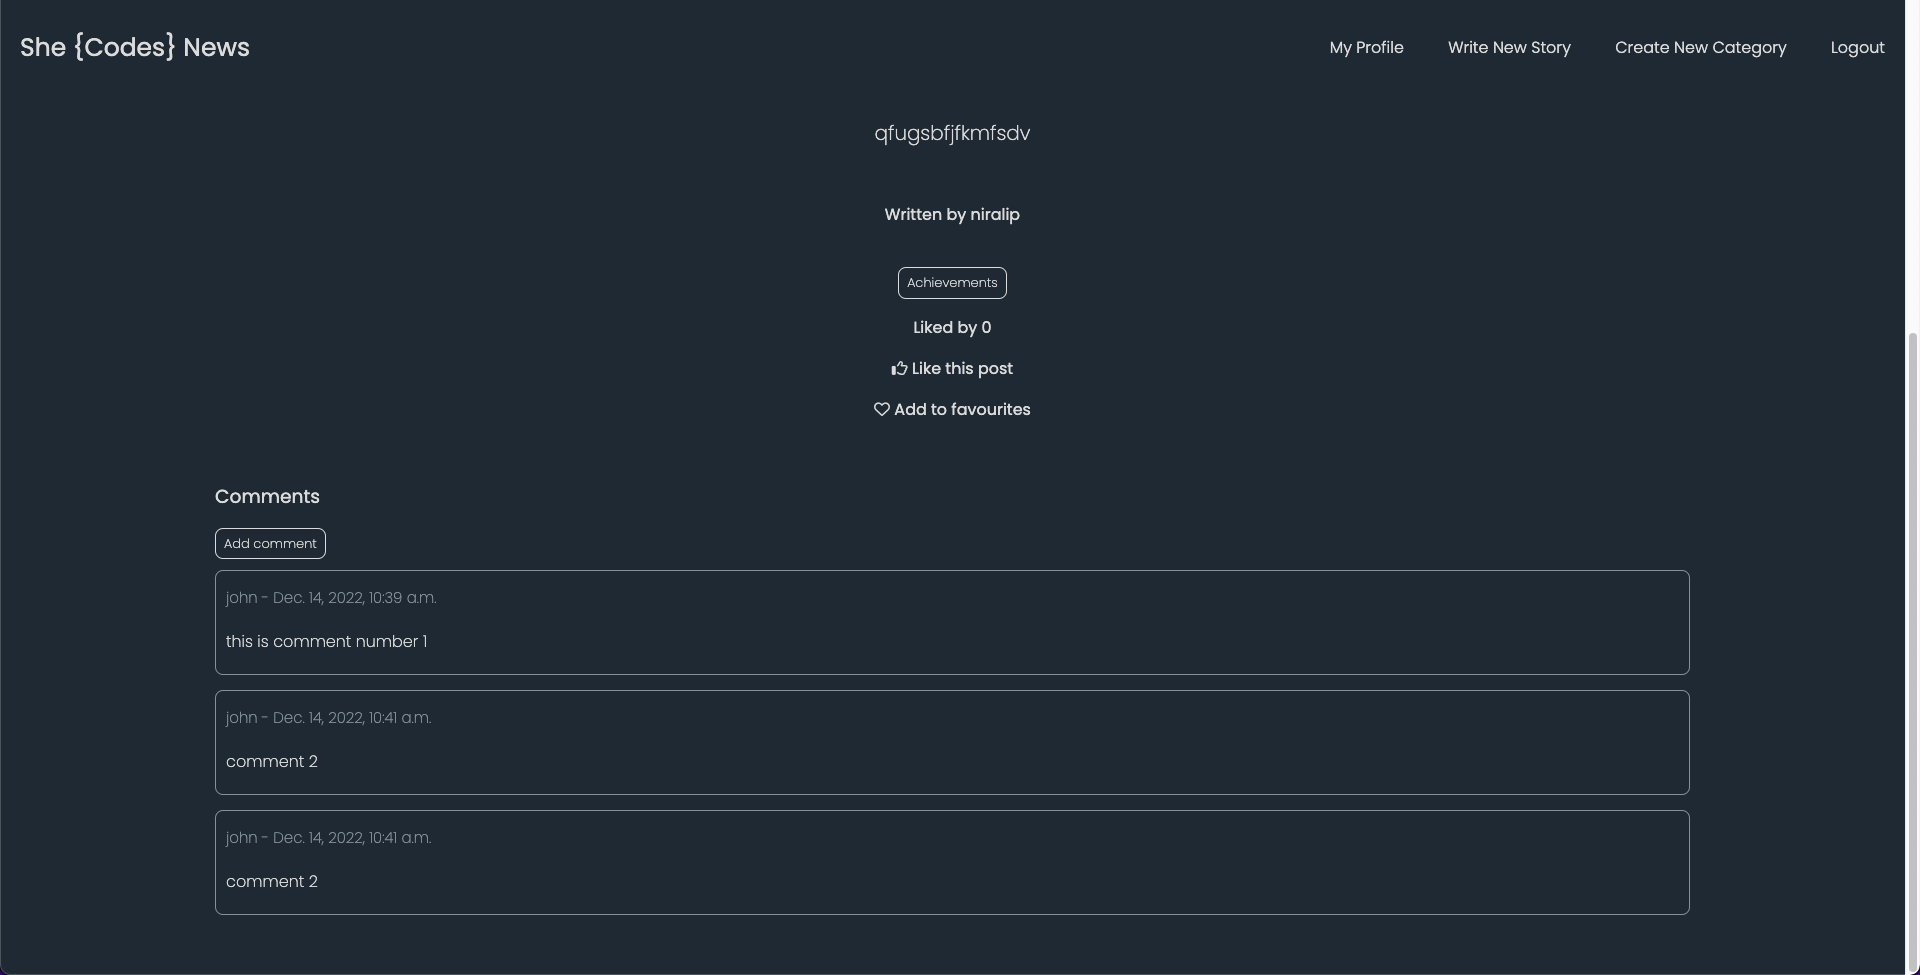 She {Codes} News
My Profile
Write New Story
Create New Category
Logout
qfugsbfjfkmfsdv
Written by niralip
Achievements
Liked by 0
Like this post
Add to favourites
Comments
Add comment
john - Dec. 14, 2022, 10:39 a.m.
this is comment number 1
john - Dec. 14, 2022, 10:41 a.m.
comment 2
john - Dec. 14, 2022, 10:41 a.m.
comment 2